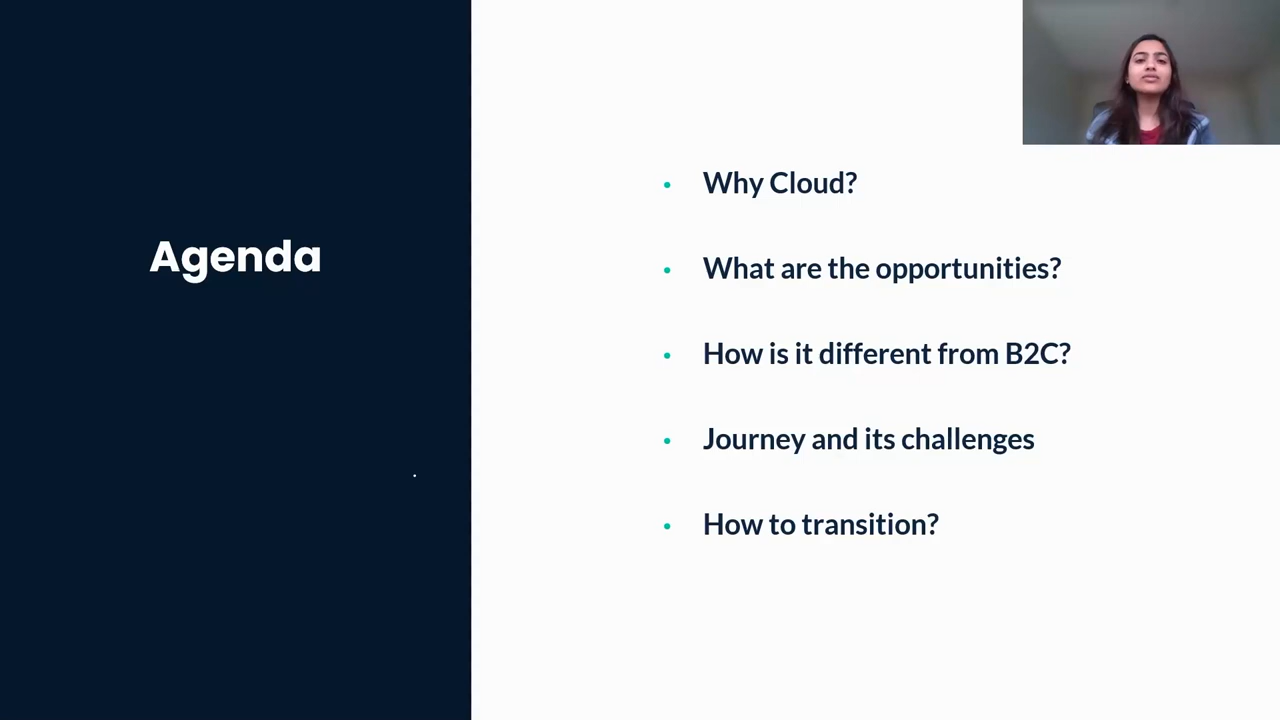 Agenda
Why Cloud?
What are the opportunities?
How is it different from B2C?
Journey and its challenges
How to transition?